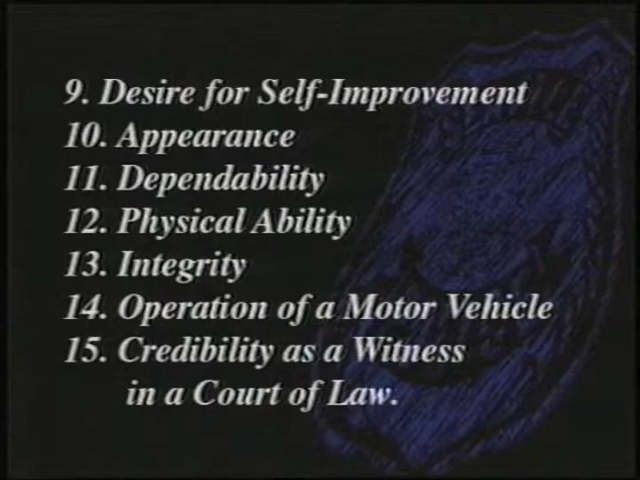 9. Desire for Self-Improvement
10. Appearance
11. Dependability
12. Physical Ability
13. Integrity
14. Operation of a Motor Vehicle
15. Credibility as a Witness
in a Court of Law.